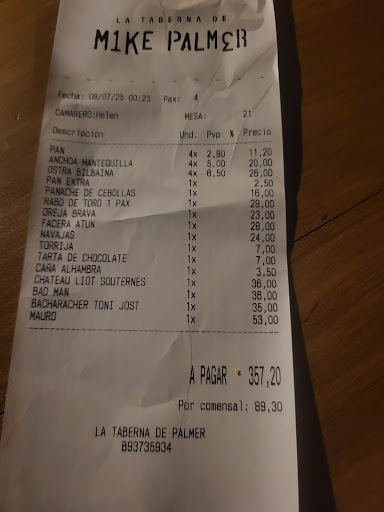 LA TABERNA DE
M1KE PALMER
Fecha: 08/07/25 00:23 Pax: 4
CAMARERO:Helen MESA: 21
Descripción Und. Pvp % Precio
PAN 4x 2,80 11,20
ANCHOA MANTEQUILLA 4x 5,00 20,00
OSTRA BILBAINA 4x 6,50 26,00
PAN EXTRA 1x 2,50
PANACHE DE CEBOLLAS 1x 16,00
RABO DE TORO 1 PAX 1x 29,00
OREJA BRAVA 1x 23,00
FACERA ATUN 1x 28,00
NAVAJAS 1x 24,00
TORRIJA 1x 7,00
TARTA DE CHOCOLATE 1x 7,00
CAÑA ALHAMBRA 1x 3,50
CHATEAU LIOT SOUTERNES 1x 36,00
BAD MAN 1x 36,00
BACHARACHER TONI JOST 1x 35,00
MAURO 1x 53,00
A PAGAR * 357,20
Por comensal: 89,30
LA TABERNA DE PALMER
B93735934